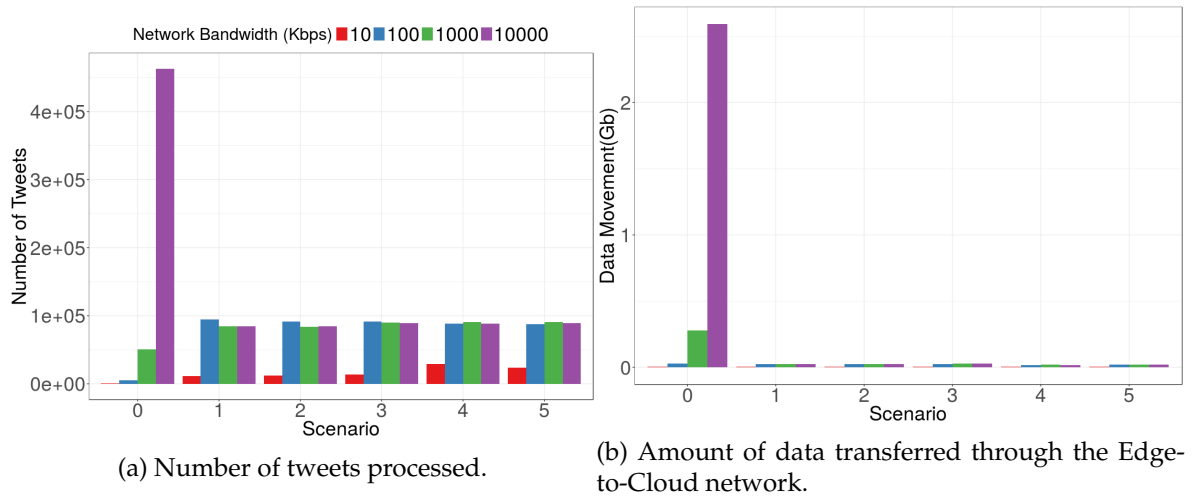 Network Bandwidth (Kbps) 10 100 1000 10000
Number of Tweets
4e+05
3e+05
2e+05
1e+05
0e+00
0 1 2 3 4 5
Scenario
(a) Number of tweets processed.
Data Movement(Gb)
2
1
0
0 1 2 3 4 5
Scenario
(b) Amount of data transferred through the Edge-
to-Cloud network.